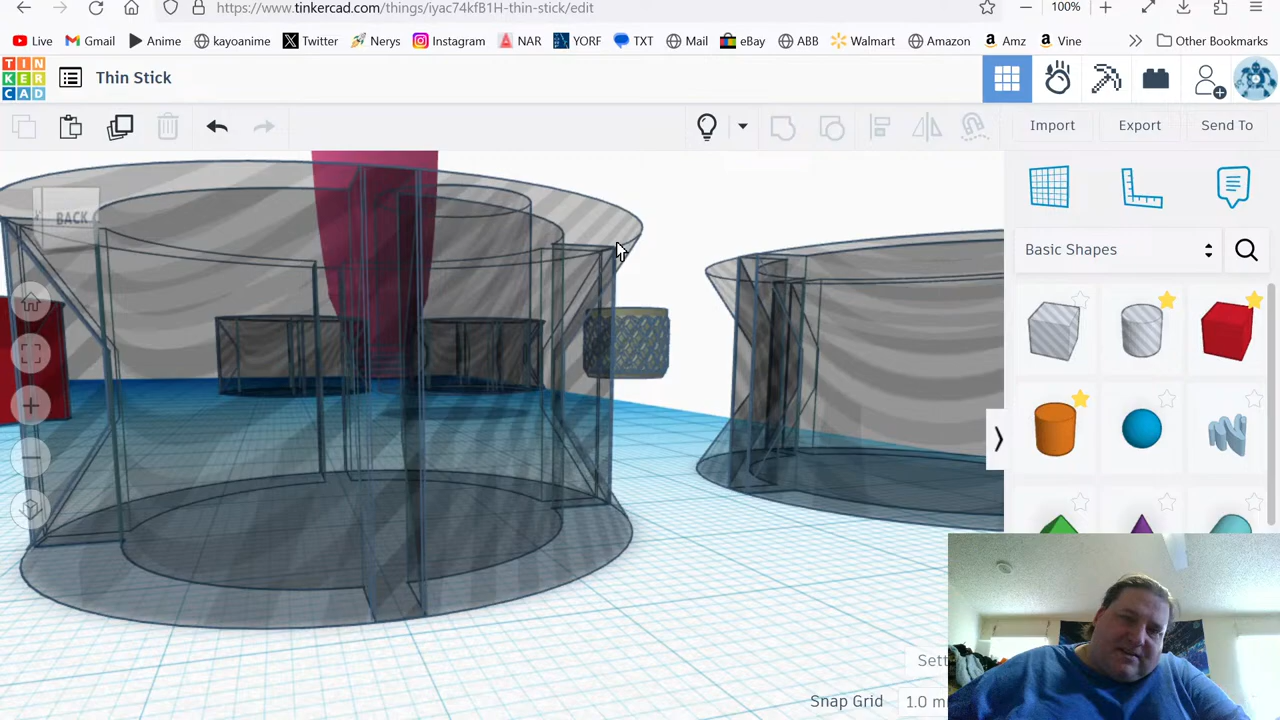 https://www.tinkercad.com/things/iyac74kfB1H-thin-stick/edit
100%
Live
Gmail
Anime
kayoanime
Twitter
Nerys
Instagram
NAR
YORF
TXT
Mail
eBay
ABB
Walmart
Amazon
Amz
Vine
Other Bookmarks
TIN
KER
CAD
Thin Stick
Import
Export
Send To
BACK
Basic Shapes
Sett
Snap Grid
1.0 m